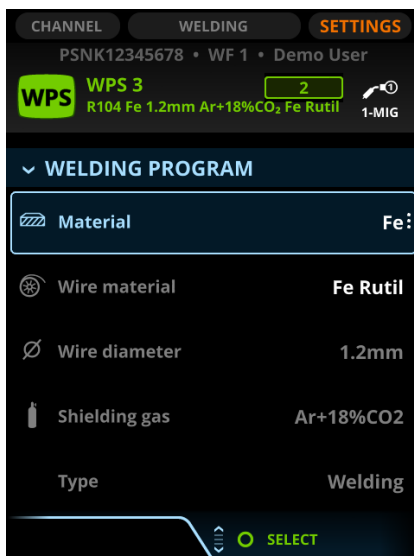 CHANNEL WELDING SETTINGS
PSNK12345678 • WF 1 • Demo User
WPS WPS 3 2 1
R104 Fe 1.2mm Ar+18%CO₂ Fe Rutil 1-MIG
WELDING PROGRAM
Material Fe
Wire material Fe Rutil
Wire diameter 1.2mm
Shielding gas Ar+18%CO2
Type Welding
SELECT